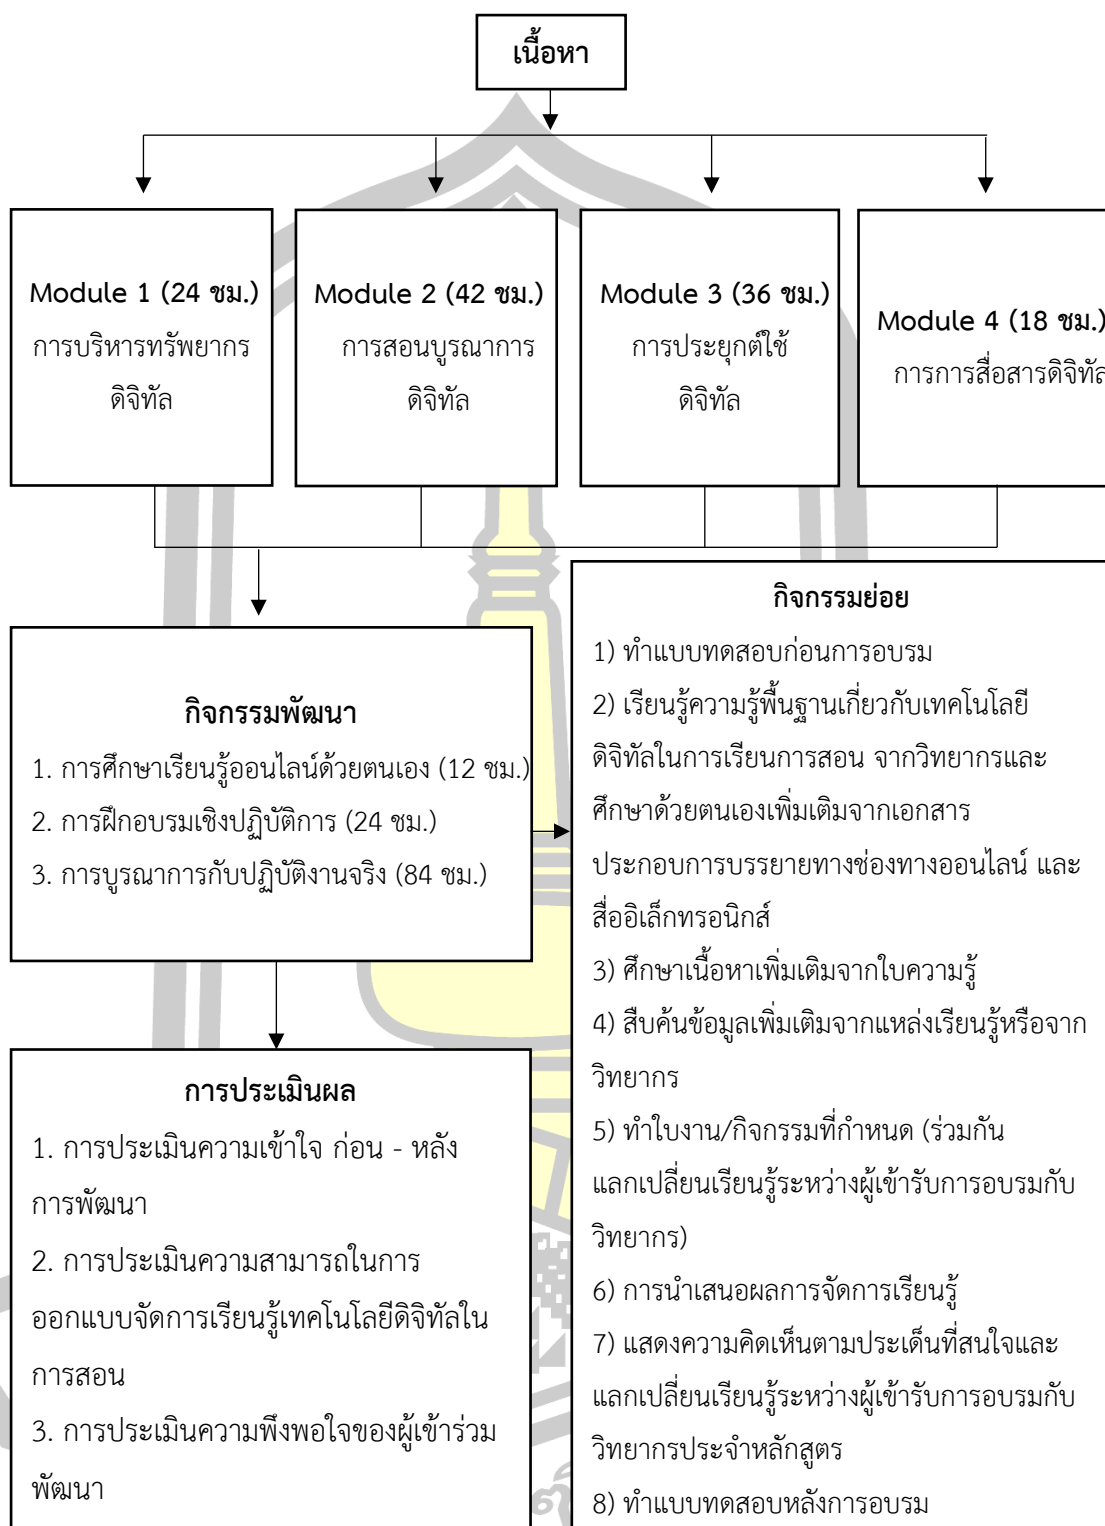 เนื้อหา
Module 1 (24 ชม.)
การบริหารทรัพยากร
ดิจิทัล
Module 2 (42 ชม.)
การสอนบูรณาการ
ดิจิทัล
Module 3 (36 ชม.)
การประยุกต์ใช้
ดิจิทัล
Module 4 (18 ชม.)
การการสื่อสารดิจิทัล
กิจกรรมพัฒนา
1. การศึกษาเรียนรู้ออนไลน์ด้วยตนเอง (12 ชม.)
2. การฝึกอบรมเชิงปฏิบัติการ (24 ชม.)
3. การบูรณาการกับปฏิบัติงานจริง (84 ชม.)
การประเมินผล
1. การประเมินความเข้าใจ ก่อน - หลัง
การพัฒนา
2. การประเมินความสามารถในการ
ออกแบบจัดการเรียนรู้เทคโนโลยีดิจิทัลใน
การสอน
3. การประเมินความพึงพอใจของผู้เข้าร่วม
พัฒนา
กิจกรรมย่อย
1) ทำแบบทดสอบก่อนการอบรม
2) เรียนรู้ความรู้พื้นฐานเกี่ยวกับเทคโนโลยี
ดิจิทัลในการเรียนการสอน จากวิทยากรและ
ศึกษาด้วยตนเองเพิ่มเติมจากเอกสาร
ประกอบการบรรยายทางช่องทางออนไลน์ และ
สื่ออิเล็กทรอนิกส์
3) ศึกษาเนื้อหาเพิ่มเติมจากใบความรู้
4) สืบค้นข้อมูลเพิ่มเติมจากแหล่งเรียนรู้หรือจาก
วิทยากร
5) ทำใบงาน/กิจกรรมที่กำหนด (ร่วมกัน
แลกเปลี่ยนเรียนรู้ระหว่างผู้เข้ารับการอบรมกับ
วิทยากร)
6) การนำเสนอผลการจัดการเรียนรู้
7) แสดงความคิดเห็นตามประเด็นที่สนใจและ
แลกเปลี่ยนเรียนรู้ระหว่างผู้เข้ารับการอบรมกับ
วิทยากรประจำหลักสูตร
8) ทำแบบทดสอบหลังการอบรม